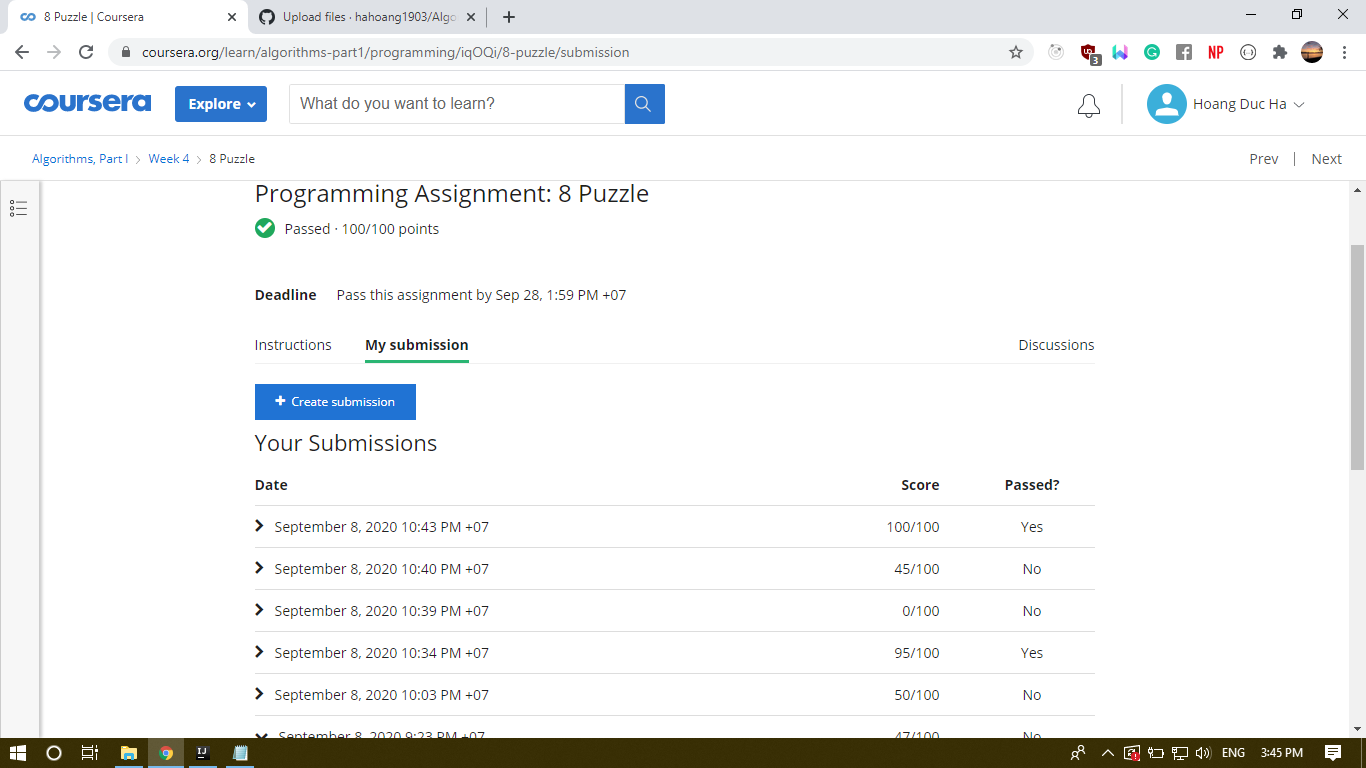 8 Puzzle | Coursera
Upload files · hahoang1903/Algo
coursera.org/learn/algorithms-part1/programming/iqOQi/8-puzzle/submission
3
NP
coursera
Explore
What do you want to learn?
Hoang Duc Ha
Algorithms, Part I > Week 4 > 8 Puzzle
Prev | Next
Programming Assignment: 8 Puzzle
Passed · 100/100 points
Deadline Pass this assignment by Sep 28, 1:59 PM +07
Instructions My submission Discussions
+ Create submission
Your Submissions
Date Score Passed?
September 8, 2020 10:43 PM +07 100/100 Yes
September 8, 2020 10:40 PM +07 45/100 No
September 8, 2020 10:39 PM +07 0/100 No
September 8, 2020 10:34 PM +07 95/100 Yes
September 8, 2020 10:03 PM +07 50/100 No
September 8, 2020 9:23 PM +07 47/100 No
IJ
ENG 3:45 PM